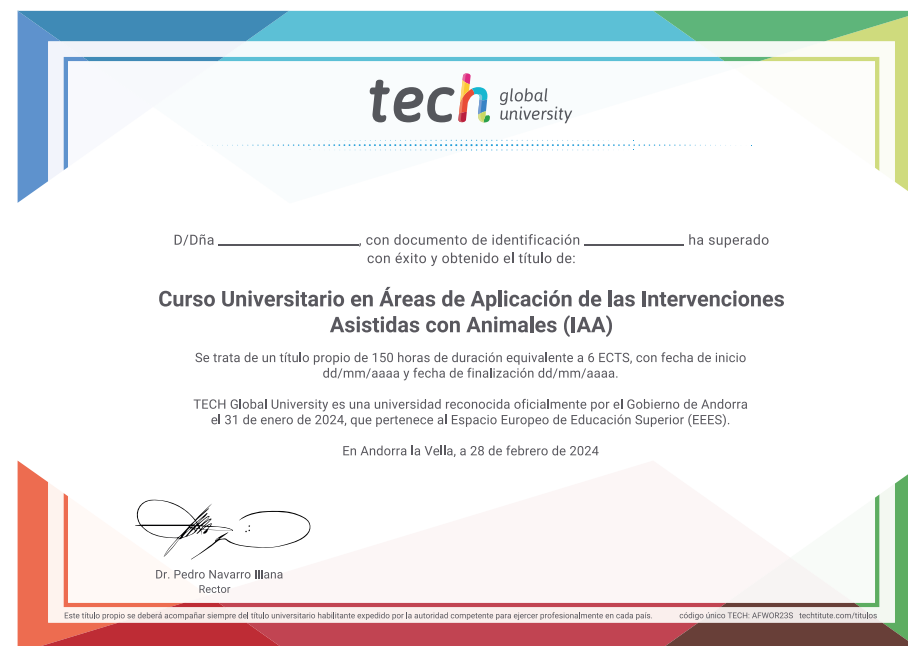 tech global university
D/Dña ______________, con documento de identificación ______________ ha superado
con éxito y obtenido el título de:
Curso Universitario en Áreas de Aplicación de las Intervenciones
Asistidas con Animales (IAA)
Se trata de un título propio de 150 horas de duración equivalente a 6 ECTS, con fecha de inicio
dd/mm/aaaa y fecha de finalización dd/mm/aaaa.
TECH Global University es una universidad reconocida oficialmente por el Gobierno de Andorra
el 31 de enero de 2024, que pertenece al Espacio Europeo de Educación Superior (EEES).
En Andorra la Vella, a 28 de febrero de 2024
Dr. Pedro Navarro Illana
Rector
Este título propio se deberá acompañar siempre del título universitario habilitante expedido por la autoridad competente para ejercer profesionalmente en cada país. código único TECH: AFWOR23S techtitute.com/titulos